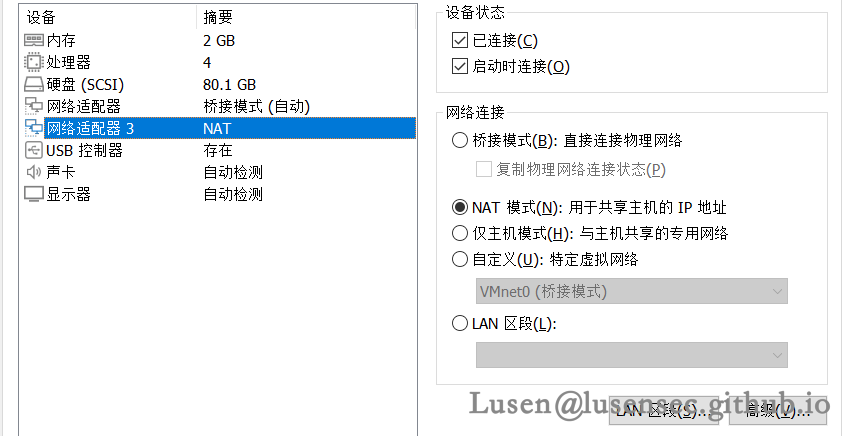 设备 摘要
内存 2 GB
处理器 4
硬盘 (SCSI) 80.1 GB
网络适配器 桥接模式 (自动)
网络适配器 3 NAT
USB 控制器 存在
声卡 自动检测
显示器 自动检测
设备状态
已连接(C)
启动时连接(O)
网络连接
桥接模式(B): 直接连接物理网络
复制物理网络连接状态(P)
NAT 模式(N): 用于共享主机的 IP 地址
仅主机模式(H): 与主机共享的专用网络
自定义(U): 特定虚拟网络
VMnet0 (桥接模式)
LAN 区段(L):
LAN 区段(S)... 高级(V)...
Lusen@lusensec.github.io